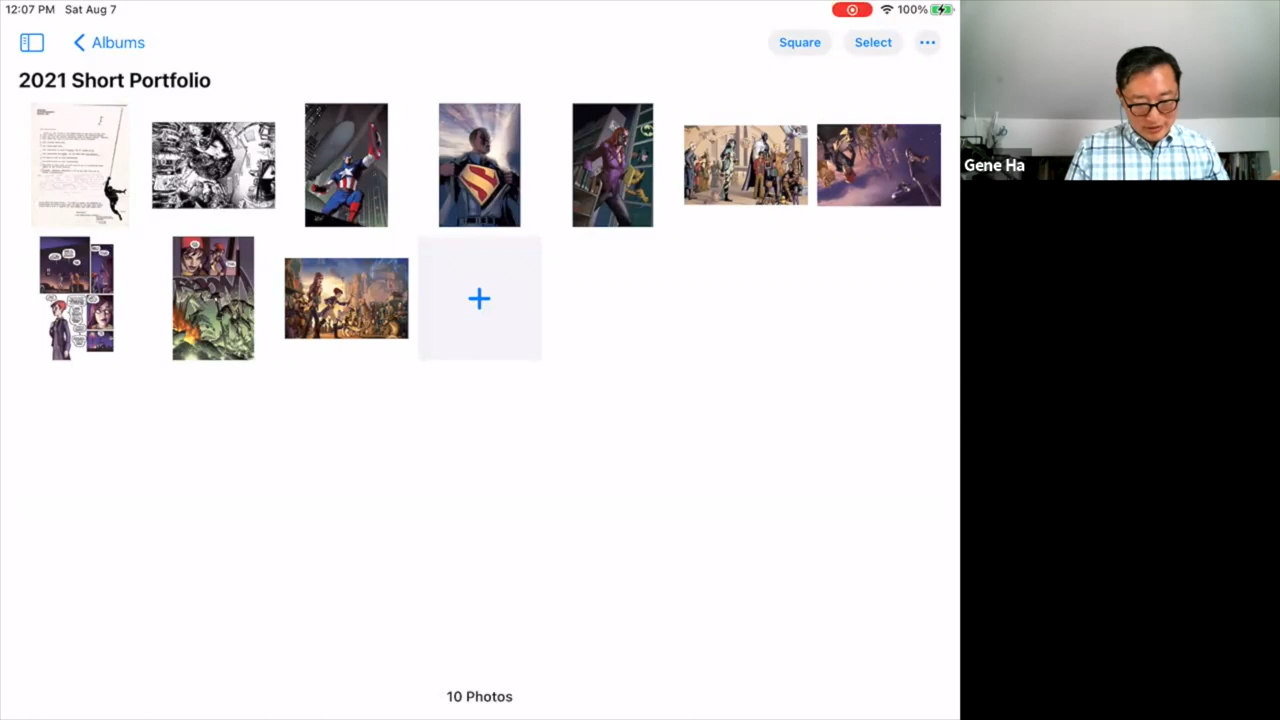 12:07 PM Sat Aug 7
100%
Albums
Square
Select
2021 Short Portfolio
Gene Ha
10 Photos